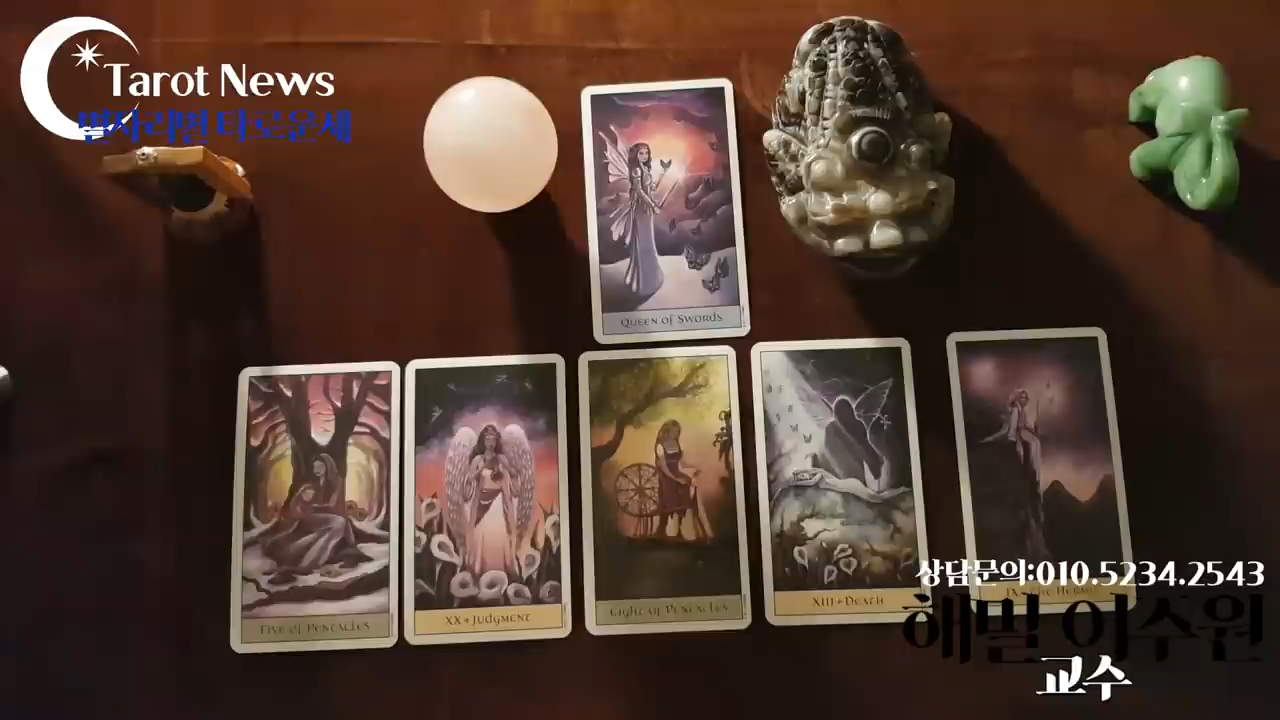 Tarot News
별자리별 타로운세
QUEEN of SWORDS
FIVE of PENTACLES
XX JUDGMENT
EIGHT of PENTACLES
XIII DEATH
IX THE HERMIT
상담문의:010.5234.2543
해밀 이수원
교수